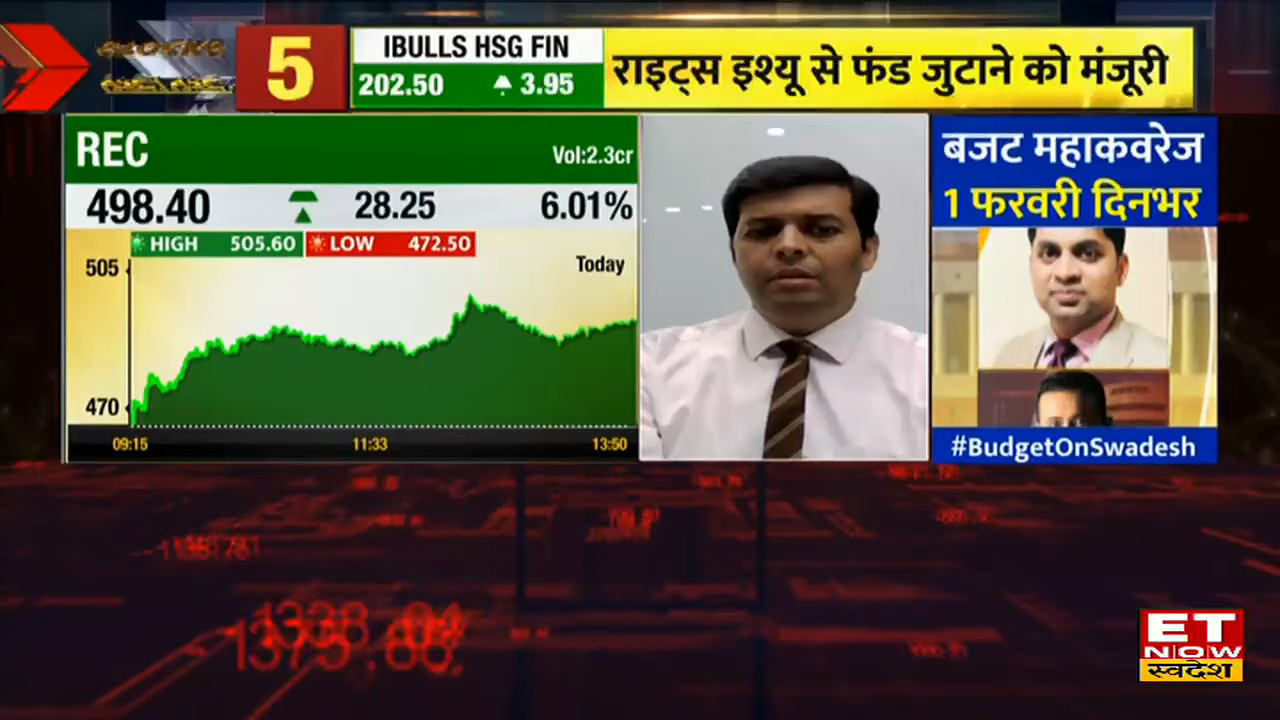 5
IBULLS HSG FIN
202.50 3.95
राइट्स इश्यू से फंड जुटाने को मंजूरी
REC
Vol:2.3cr
498.40 28.25 6.01%
HIGH 505.60 LOW 472.50
Today
505
470
09:15 11:33 13:50
बजट महाकवरेज
1 फरवरी दिनभर
#BudgetOnSwadesh
ET
NOW
स्वदेश